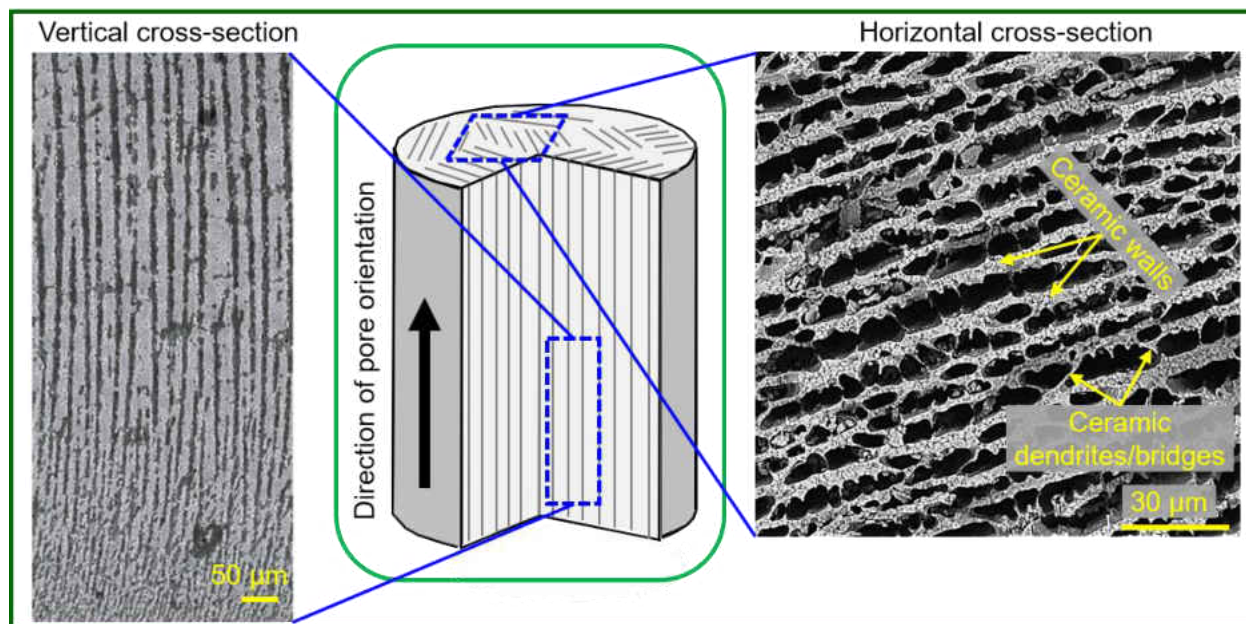 Vertical cross-section
Horizontal cross-section
Direction of pore orientation
Ceramic walls
Ceramic
dendrites/bridges
50 µm
30 µm